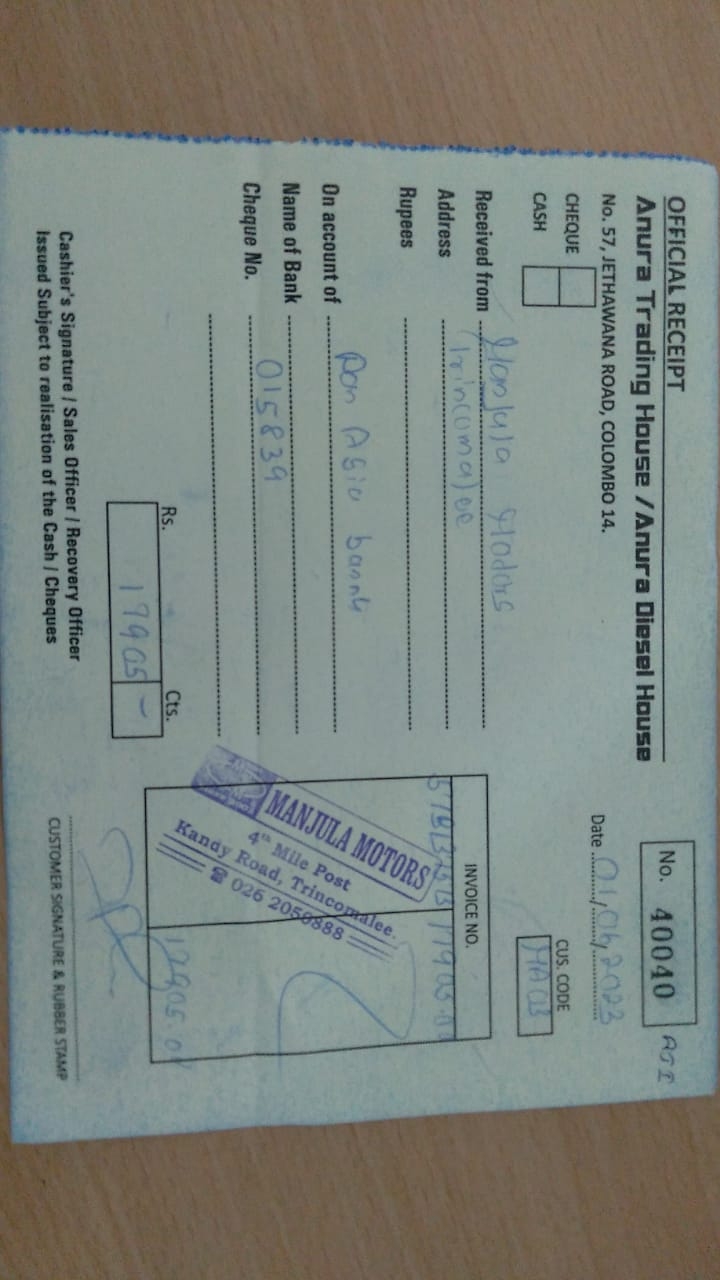 OFFICIAL RECEIPT
Anura Trading House / Anura Diesel House
No. 57, JETHAWANA ROAD, COLOMBO 14.
No. 40040
Date 01/06/2023
CHEQUE
CASH
CUS. CODE
MA03
Received from Manjula Motors
Address Trincomalee
Rupees
On account of
Pan Asia bank
Name of Bank
015839
Cheque No.
Rs. Cts.
17905 -
INVOICE NO.
17905.00
17905.00
MANJULA MOTORS
4th Mile Post
Kandy Road, Trincomalee.
☎ 026 2050888
Cashier's Signature / Sales Officer / Recovery Officer
Issued Subject to realisation of the Cash / Cheques
CUSTOMER SIGNATURE & RUBBER STAMP